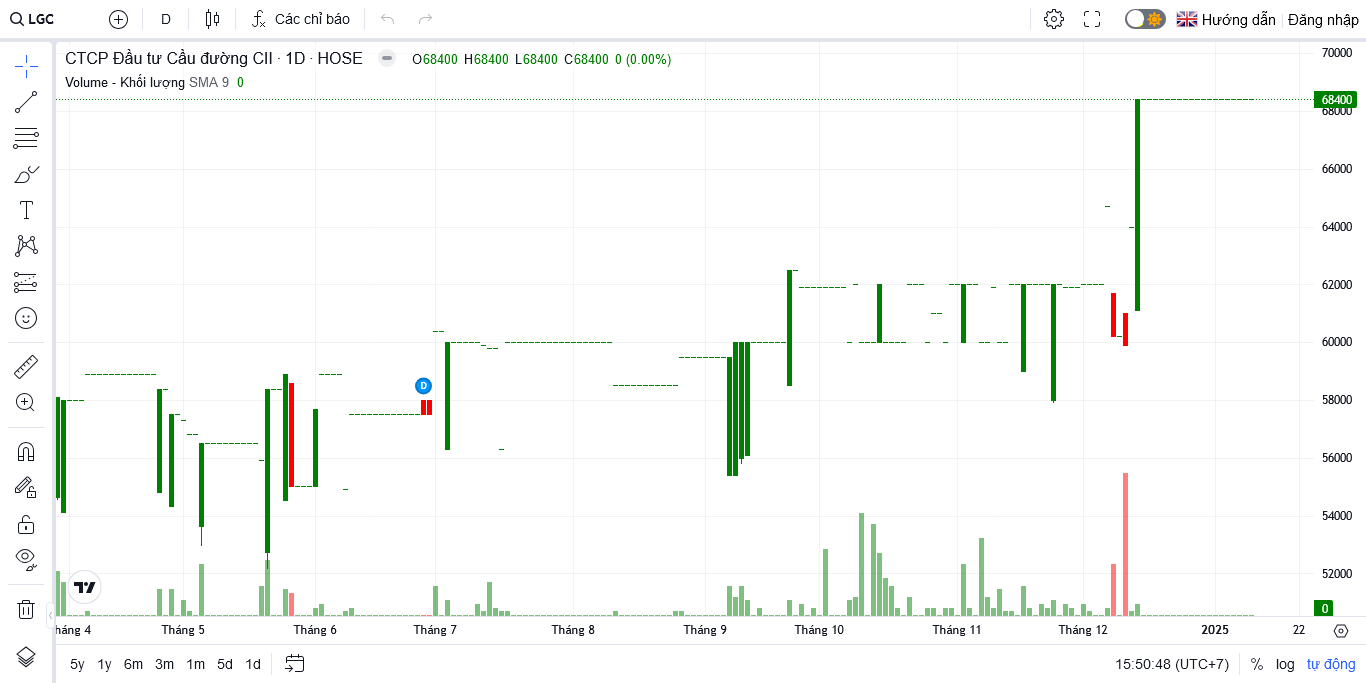 LGC D Các chỉ báo Hướng dẫn Đăng nhập
CTCP Đầu tư Cầu đường CII · 1D · HOSE O68400 H68400 L68400 C68400 0 (0.00%)
Volume - Khối lượng SMA 9 0
70000
68400
68000
66000
64000
62000
60000
D
58000
56000
54000
52000
0
háng 4 Tháng 5 Tháng 6 Tháng 7 Tháng 8 Tháng 9 Tháng 10 Tháng 11 Tháng 12 2025 22
5y 1y 6m 3m 1m 5d 1d 15:50:48 (UTC+7) % log tự động